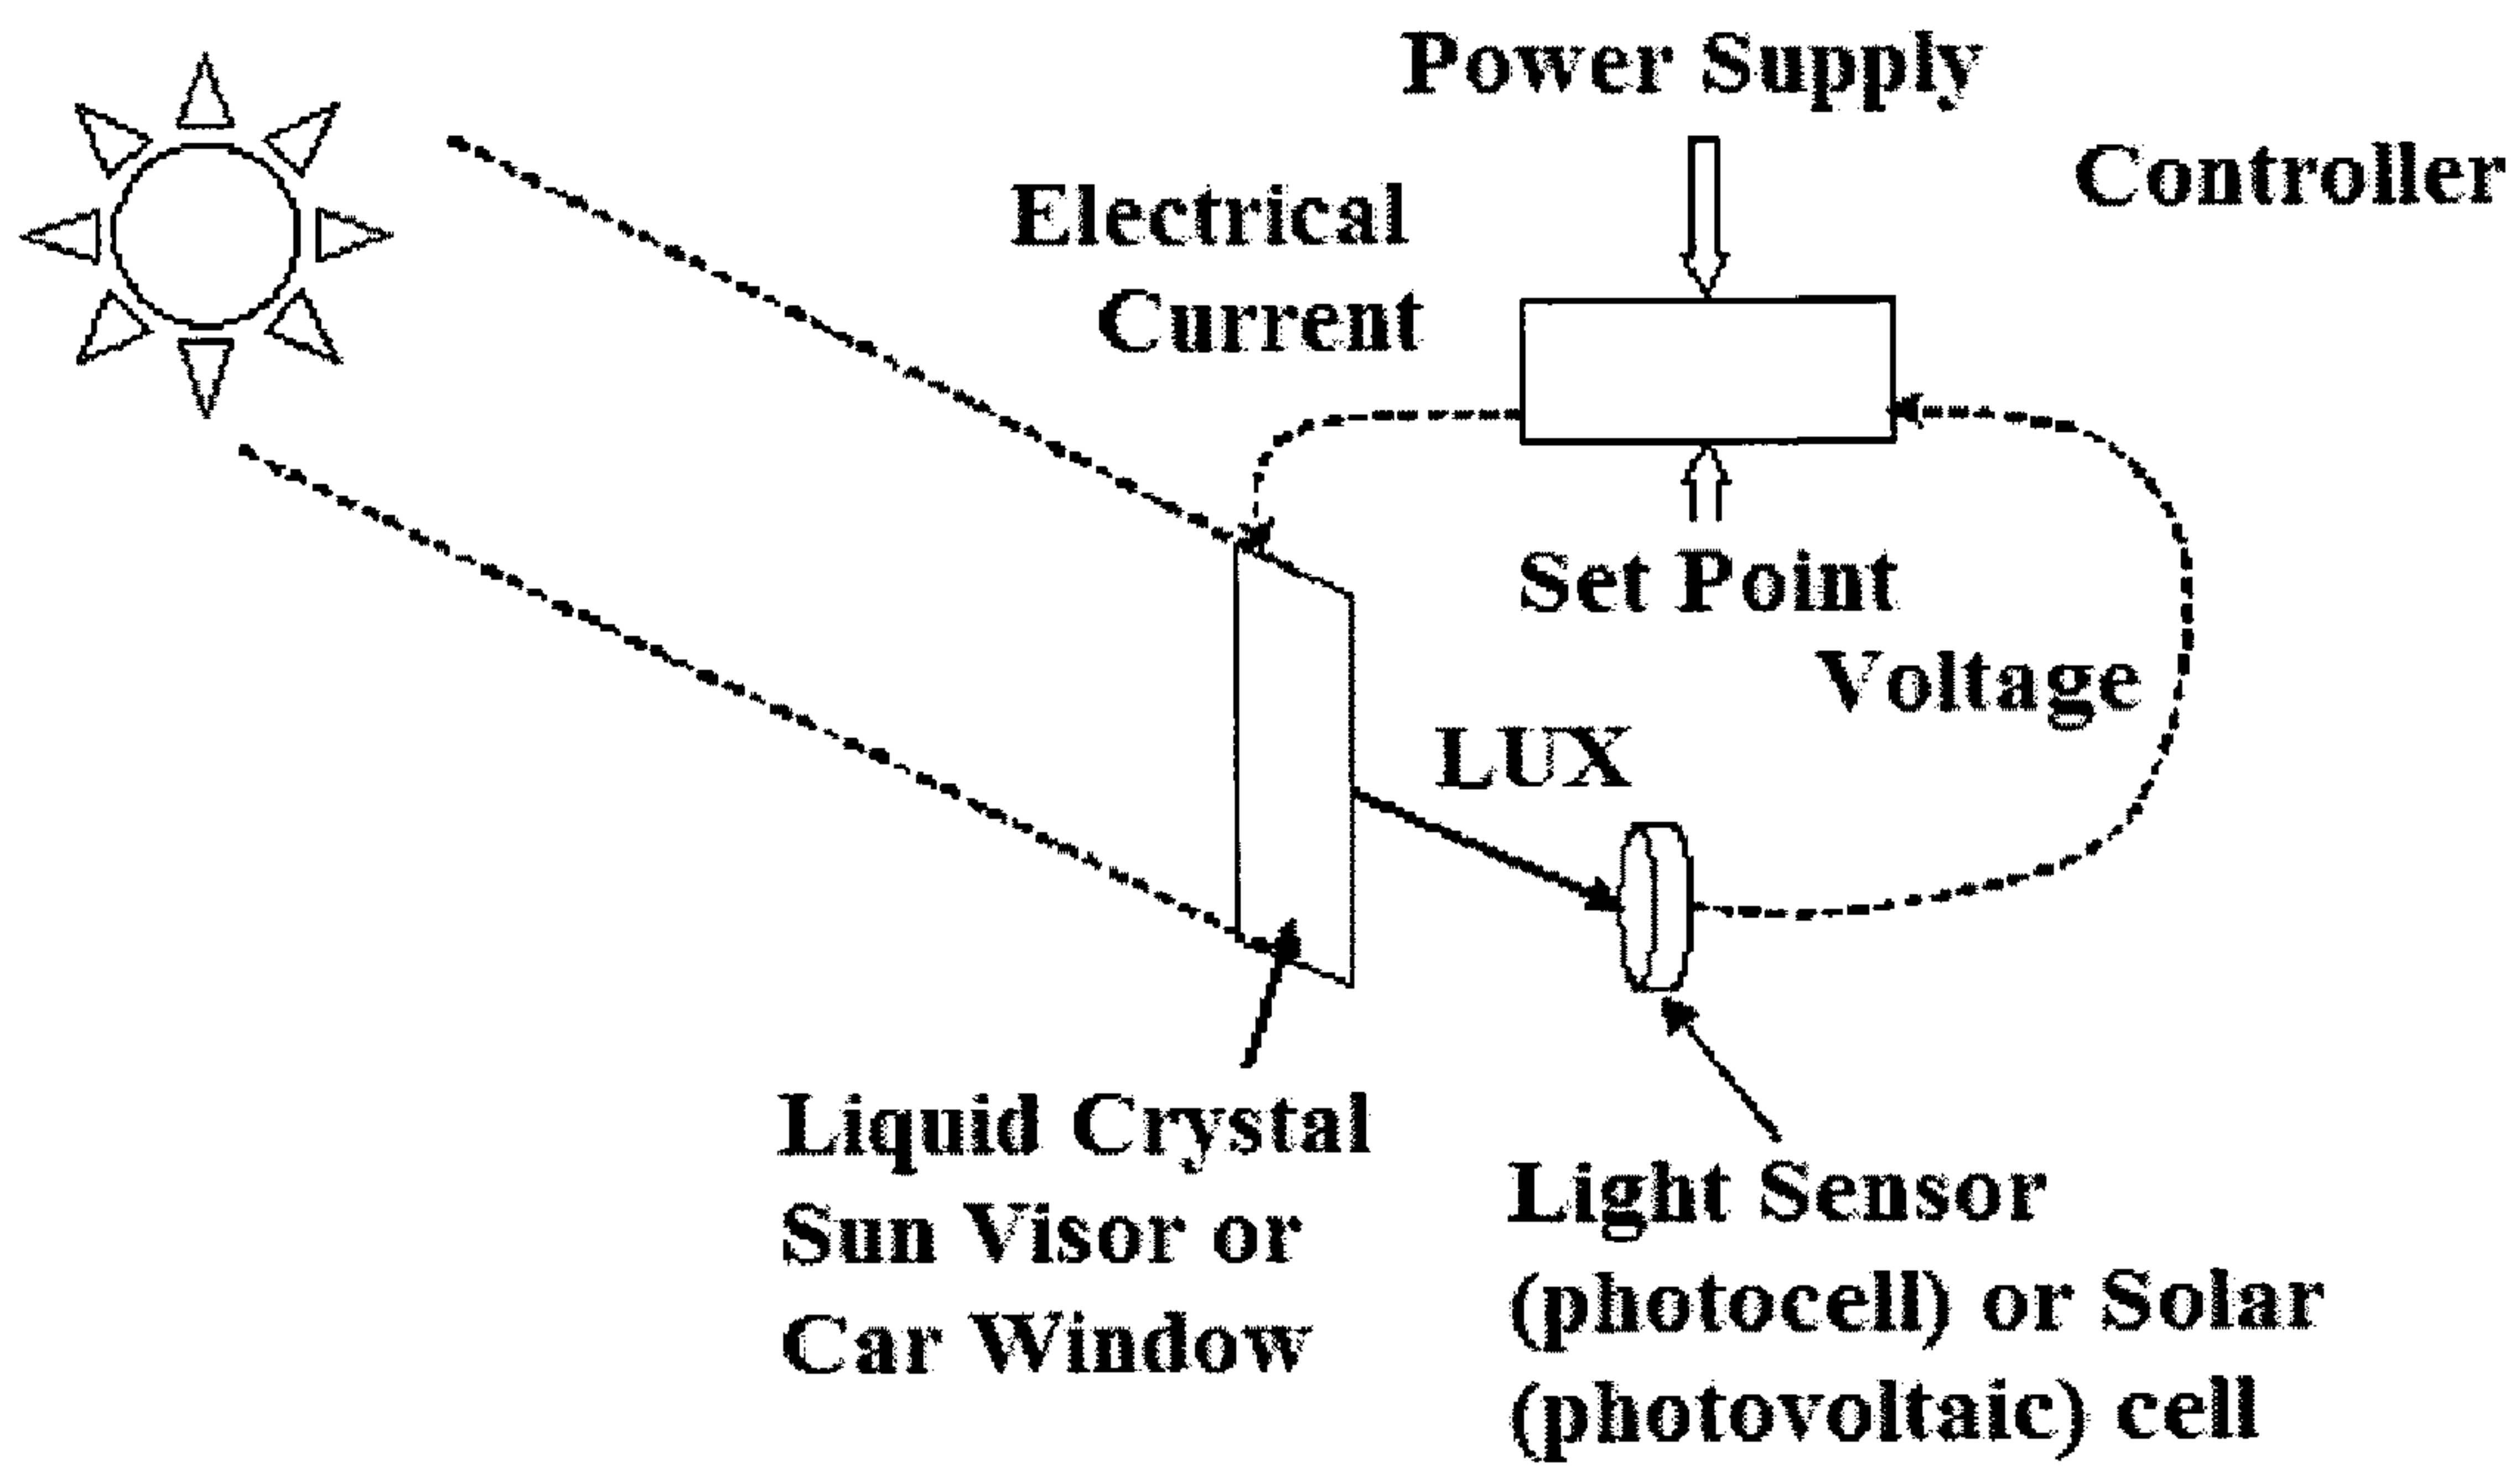 Power Supply
Controller
Electrical
Current
Set Point
Voltage
LUX
Liquid Crystal
Sun Visor or
Car Window
Light Sensor
(photocell) or Solar
(photovoltaic) cell